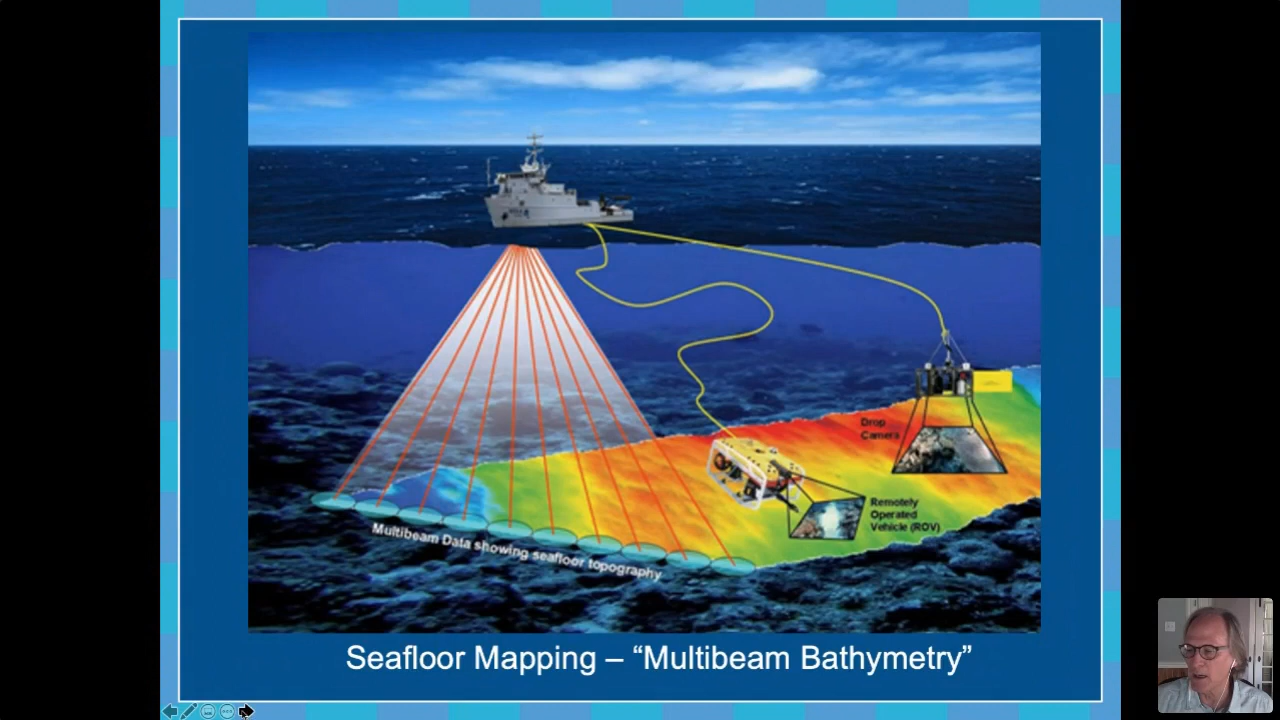 Drop
Camera
Remotely
Operated
Vehicle (ROV)
Multibeam Data showing seafloor topography
Seafloor Mapping – “Multibeam Bathymetry”